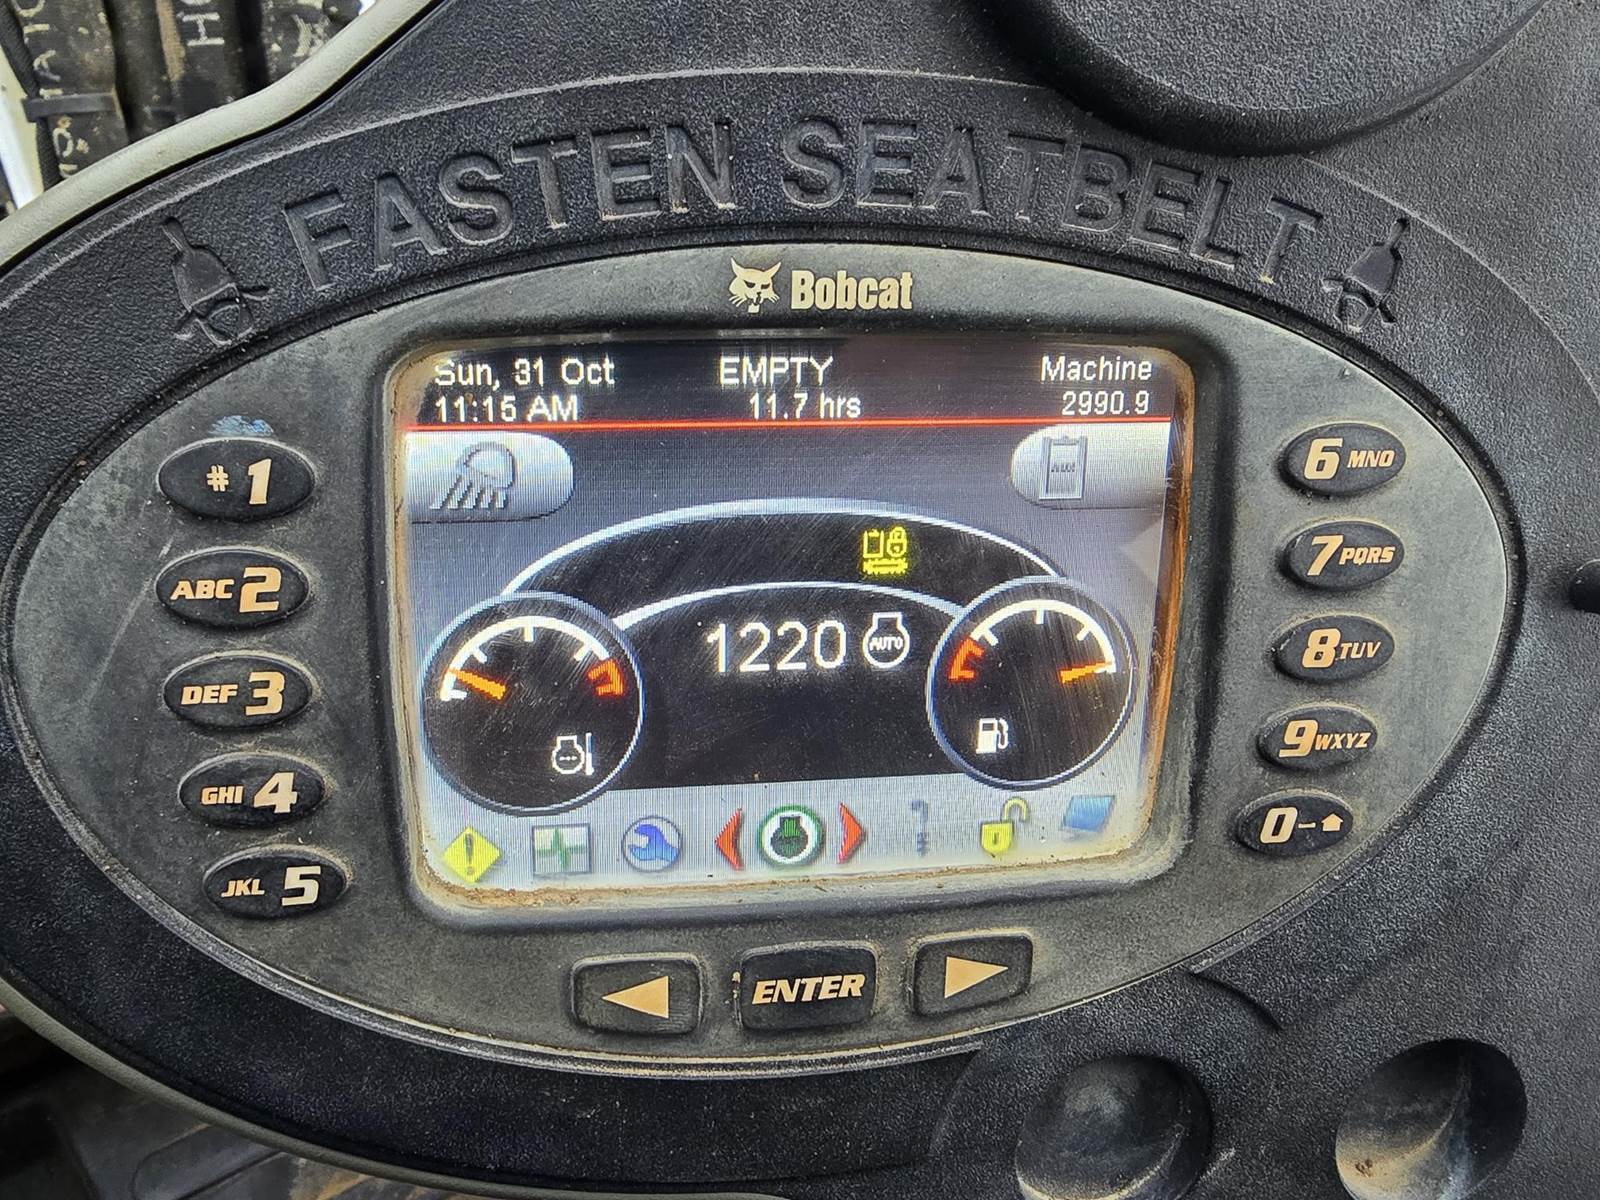 FASTEN SEATBELT
Bobcat
Sun, 31 Oct
EMPTY
Machine
11:15 AM
11.7 hrs
2990.9
AUX
1220 AUTO
#1
ABC 2
DEF 3
GHI 4
JKL 5
6 MNO
7 PQRS
8 TUV
9 WXYZ
0-
ENTER